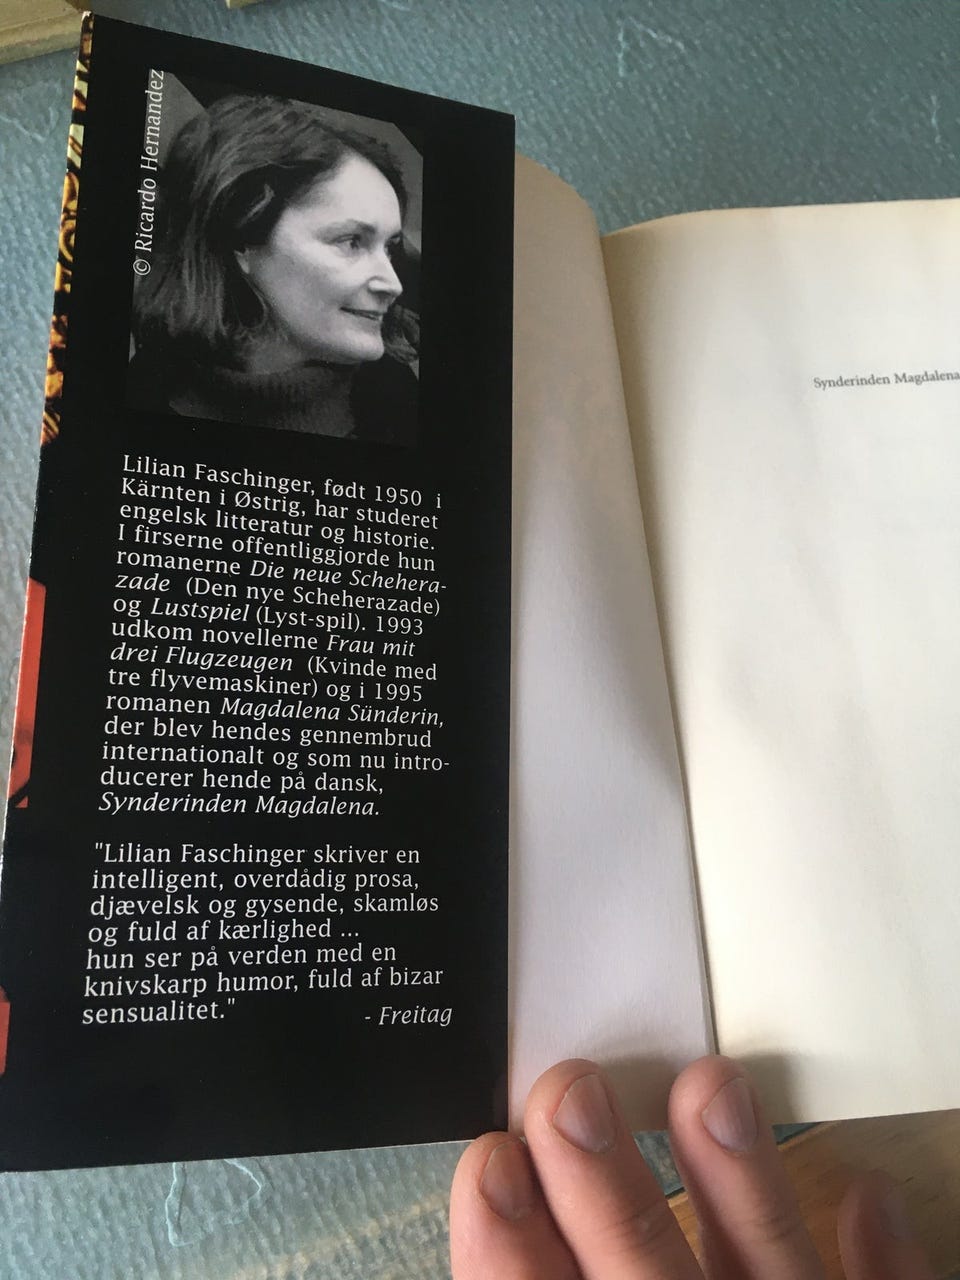 © Ricardo Hernandez
Lilian Faschinger, født 1950 i
Kärnten i Østrig, har studeret
engelsk litteratur og historie.
I firserne offentliggjorde hun
romanerne Die neue Schehera-
zade (Den nye Scheherazade)
og Lustspiel (Lyst-spil). 1993
udkom novellerne Frau mit
drei Flugzeugen (Kvinde med
tre flyvemaskiner) og i 1995
romanen Magdalena Sünderin,
der blev hendes gennembrud
internationalt og som nu intro-
ducerer hende på dansk,
Synderinden Magdalena.
"Lilian Faschinger skriver en
intelligent, overdådig prosa,
djævelsk og gysende, skamløs
og fuld af kærlighed ...
hun ser på verden med en
knivskarp humor, fuld af bizar
sensualitet."
- Freitag
Synderinden Magdalena